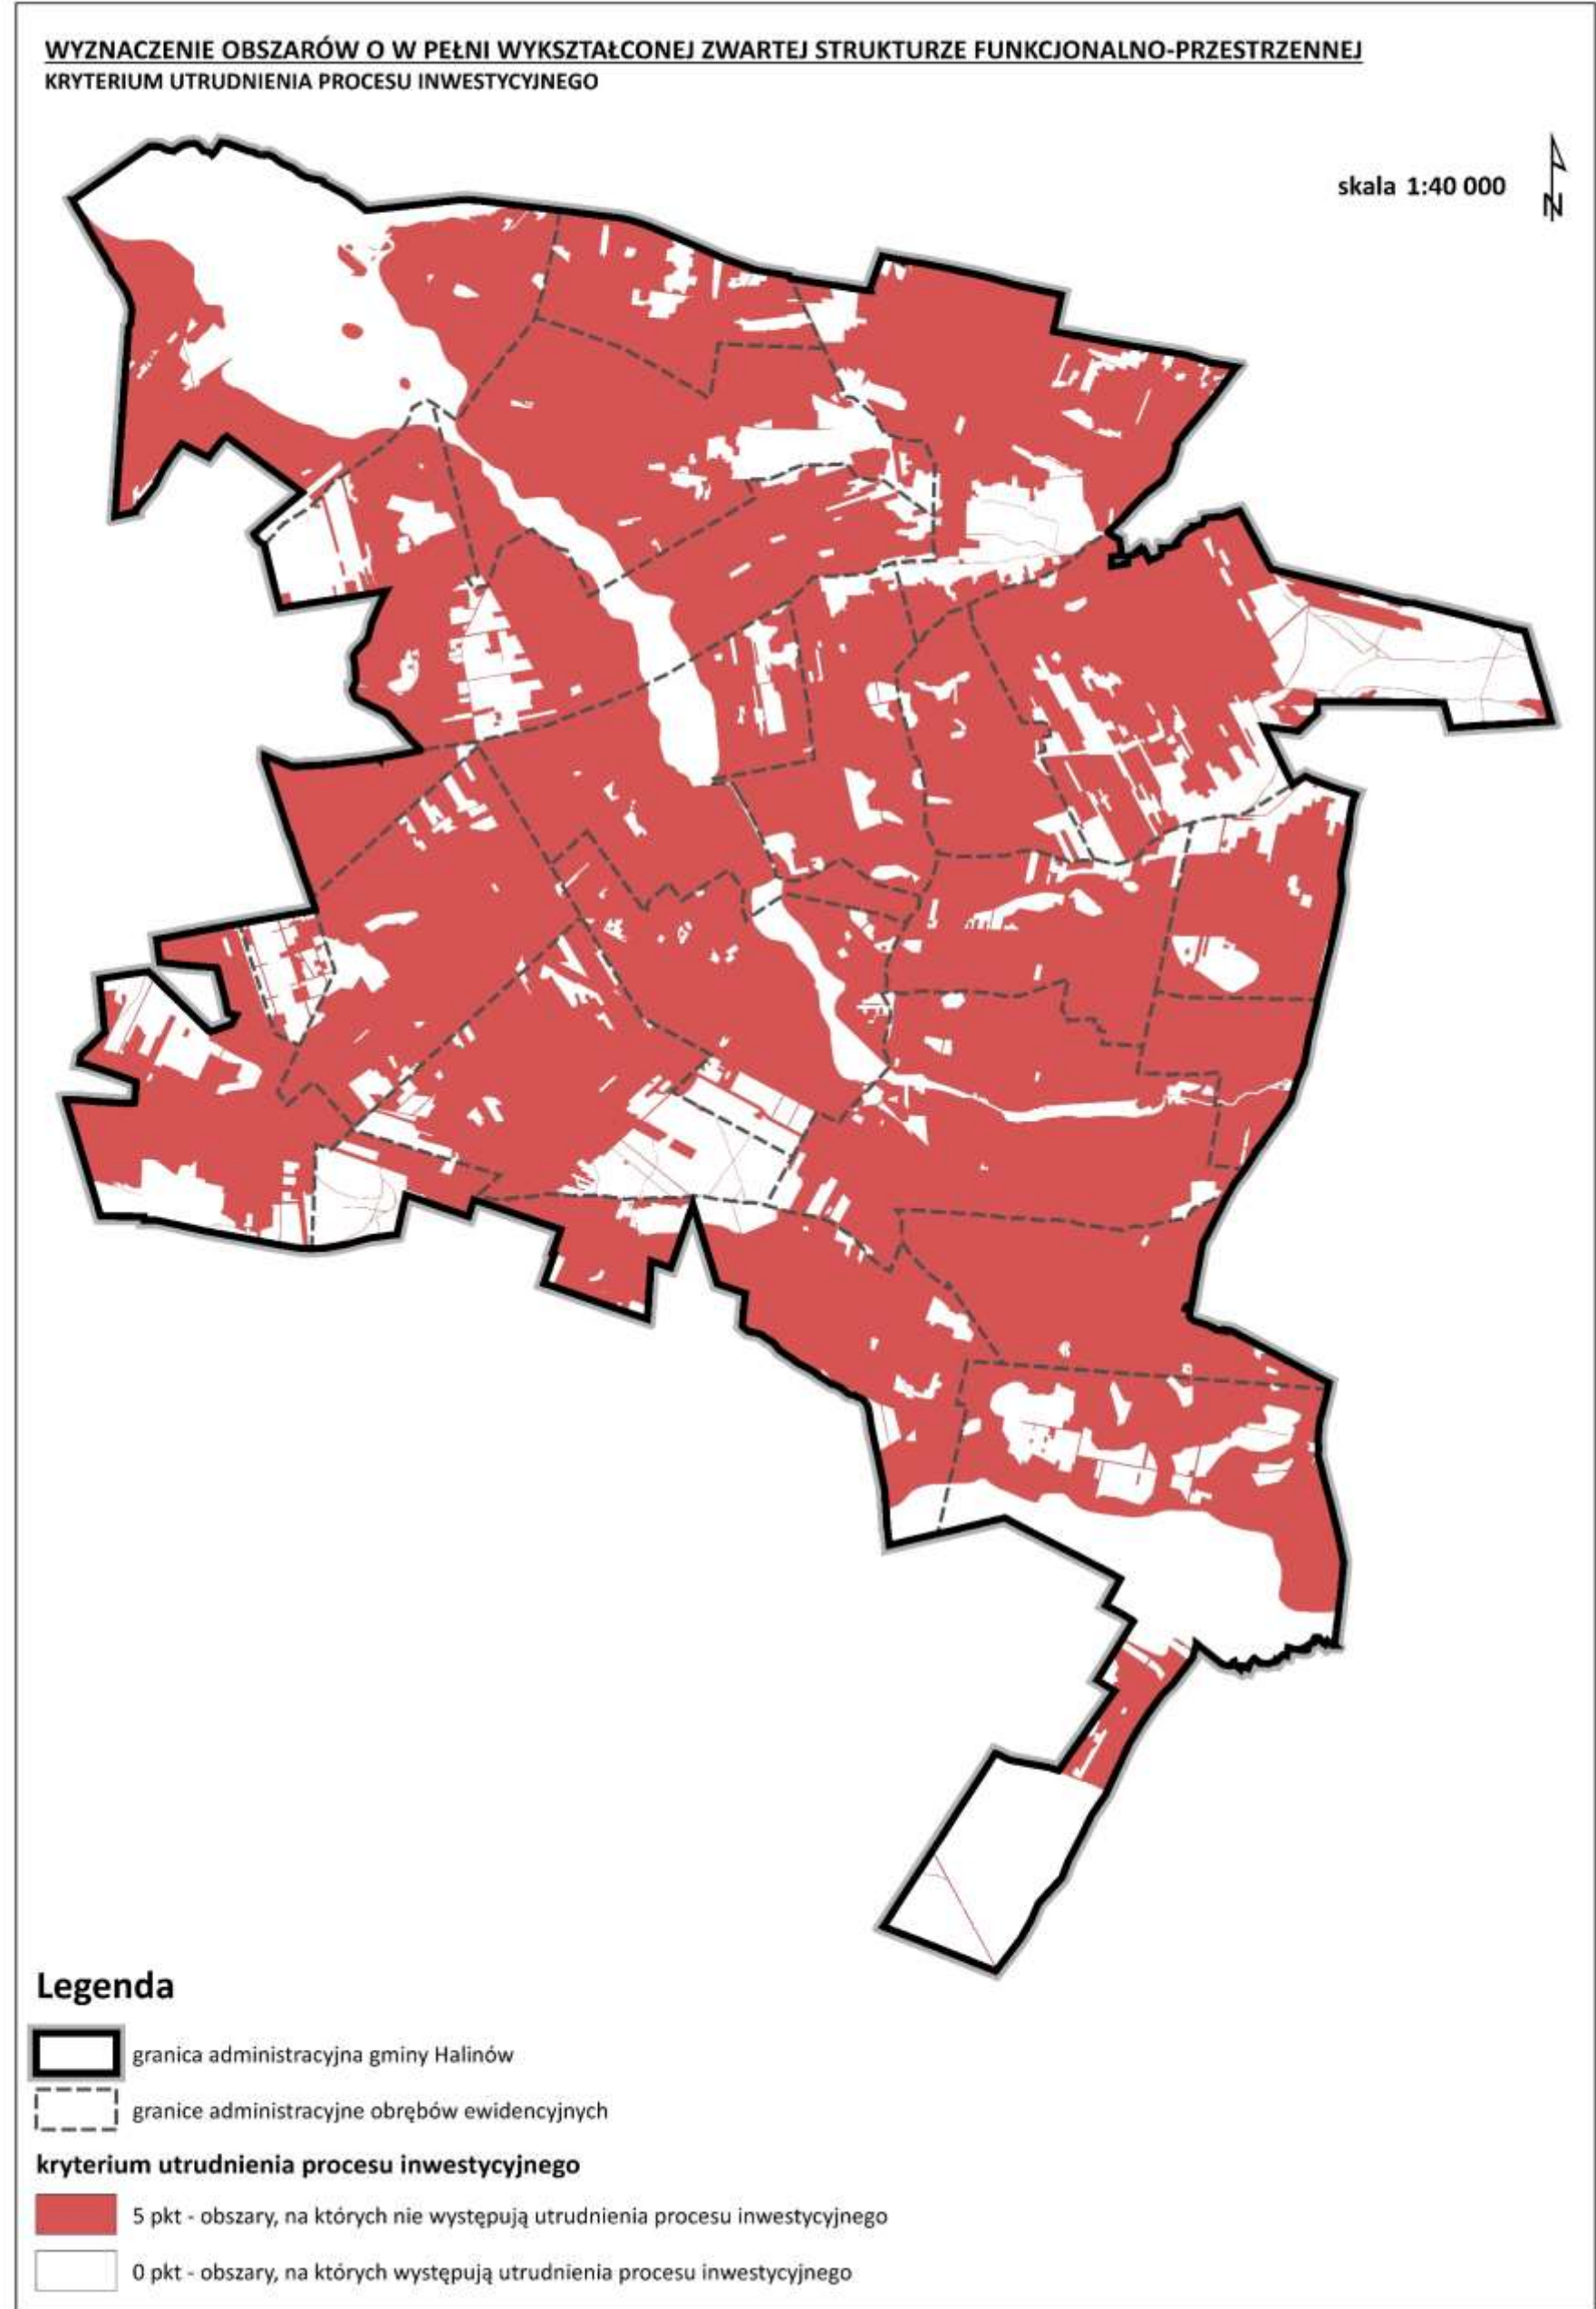 WYZNACZENIE OBSZARÓW O W PEŁNI WYKSZTAŁCONEJ ZWARTEJ STRUKTURZE FUNKCJONALNO-PRZESTRZENNEJ
KRYTERIUM UTRUDNIENIA PROCESU INWESTYCYJNEGO
skala 1:40 000
N
Legenda
granica administracyjna gminy Halinów
granice administracyjne obrębów ewidencyjnych
kryterium utrudnienia procesu inwestycyjnego
5 pkt - obszary, na których nie występują utrudnienia procesu inwestycyjnego
0 pkt - obszary, na których występują utrudnienia procesu inwestycyjnego